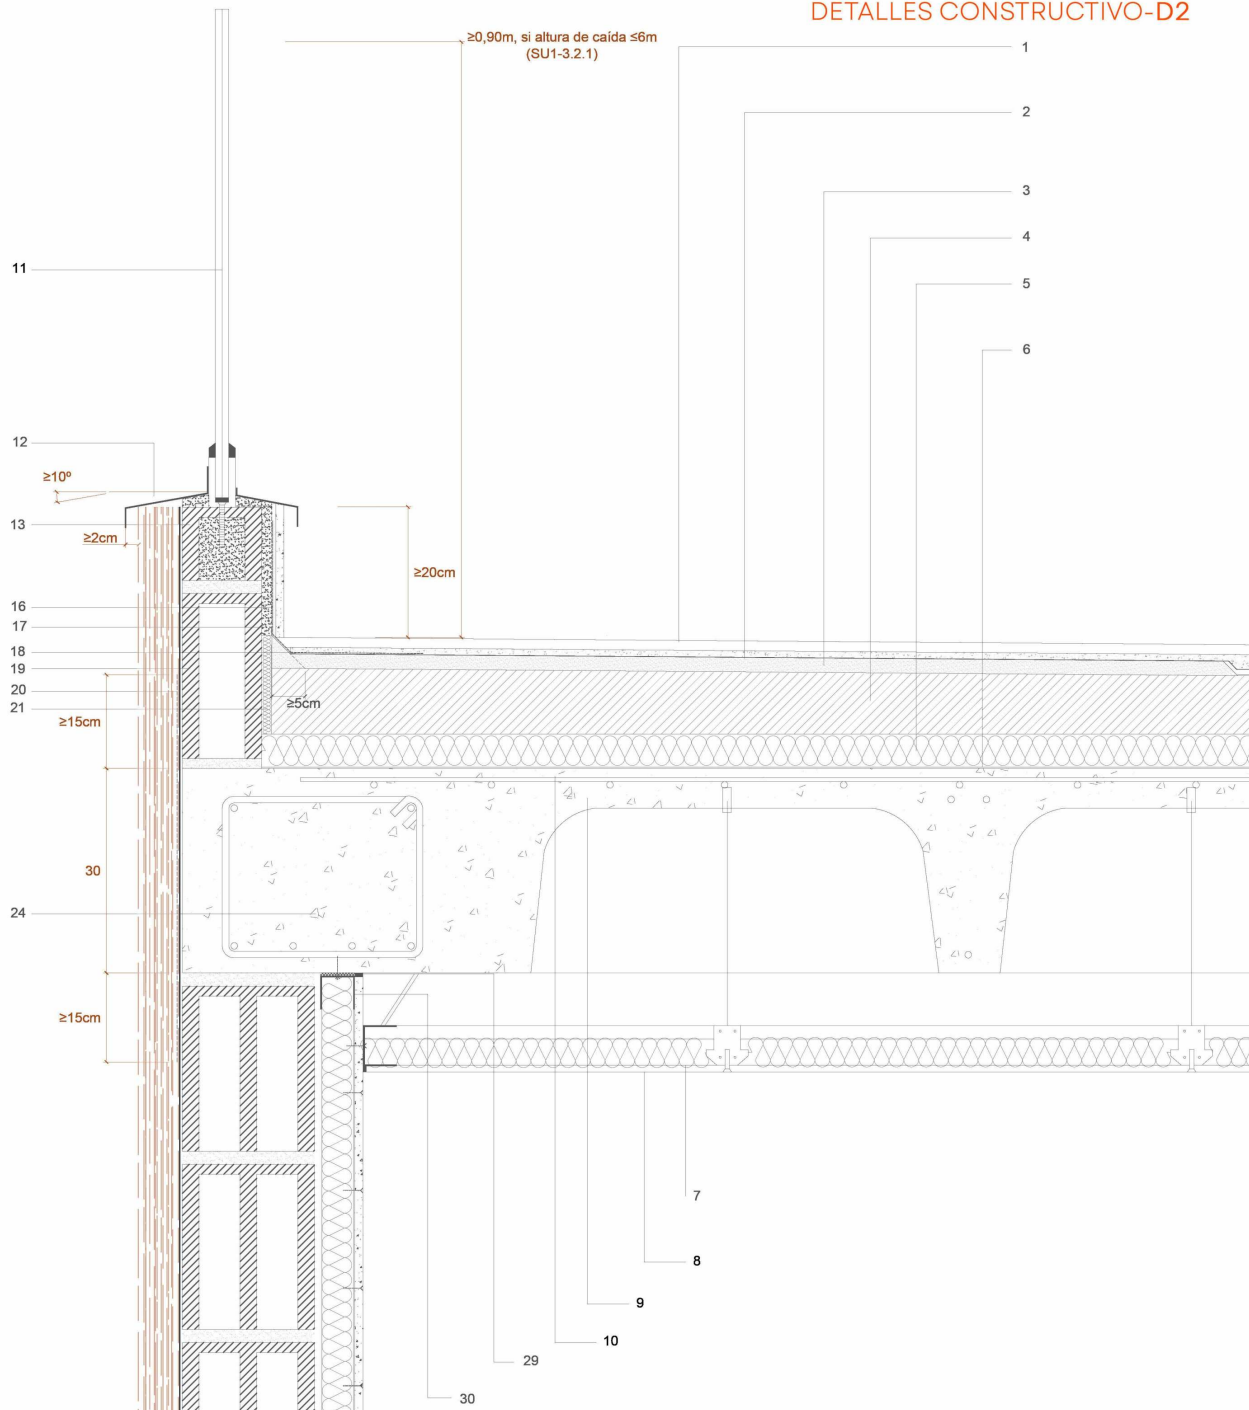 DETALLES CONSTRUCTIVO-D2
≥0,90m, si altura de caída ≤6m
(SU1-3.2.1)
1
2
3
4
5
6
11
12
≥10º
13
≥2cm
≥20cm
16
17
18
19
20
21
≥15cm
≥5cm
30
24
≥15cm
7
8
9
10
29
30